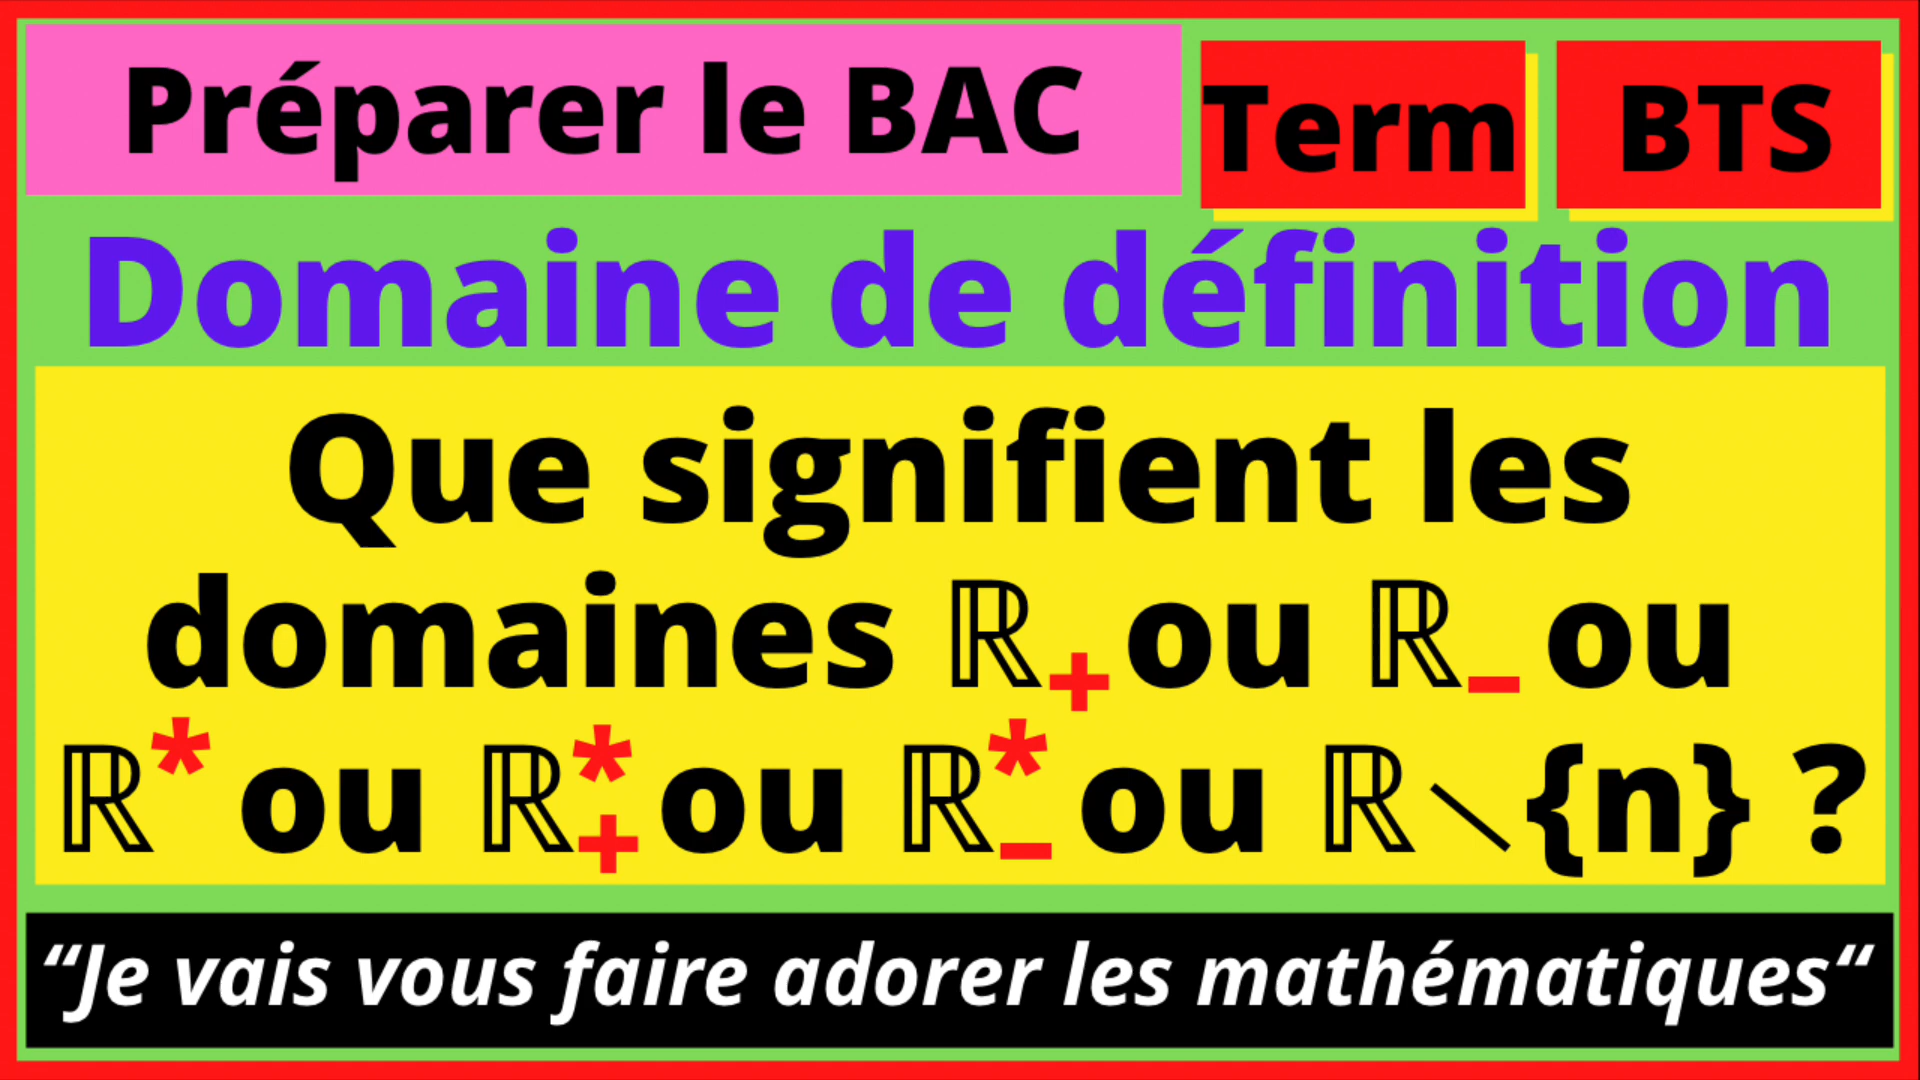 Préparer le BAC
Term
BTS
Domaine de définition
Que signifient les
domaines ℝ₊ ou ℝ₋ ou
ℝ* ou ℝ*₊ ou ℝ*₋ ou ℝ∖{n} ?
“Je vais vous faire adorer les mathématiques“